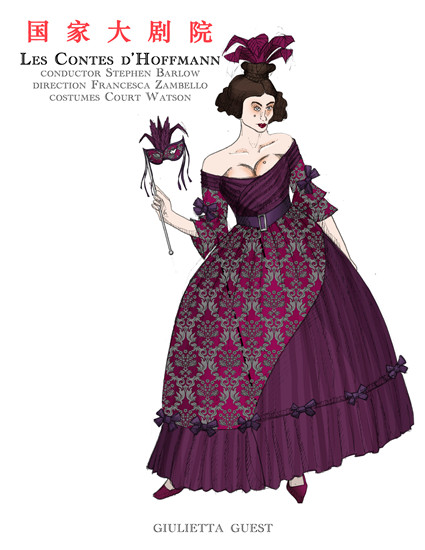 国家大剧院
Les Contes d'Hoffmann
conductor Stephen Barlow
direction Francesca Zambello
costumes Court Watson
GIULIETTA GUEST